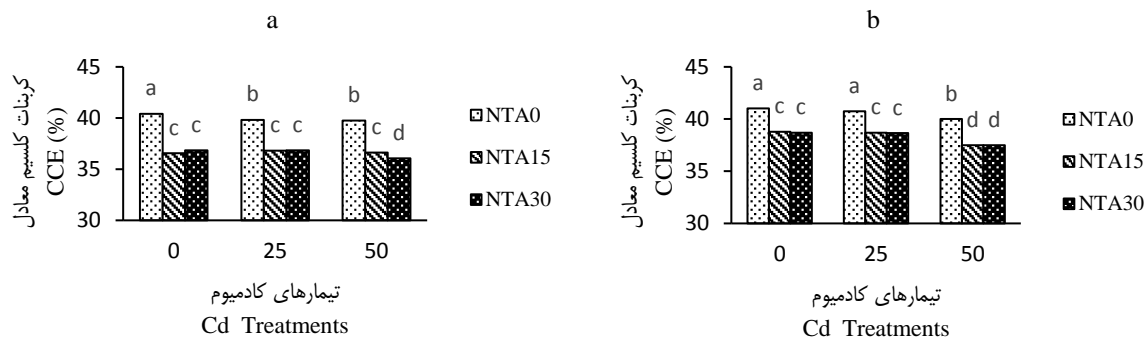 a
کربنات کلسیم معادل
CCE (%)
45
40
35
30
a
c
c
b
c
c
b
c
d
0
25
50
NTA0
NTA15
NTA30
تیمارهای کادمیوم
Cd Treatments
b
کربنات کلسیم معادل
CCE (%)
45
40
35
30
a
c
c
a
c
c
b
d
d
0
25
50
NTA0
NTA15
NTA30
تیمارهای کادمیوم
Cd Treatments